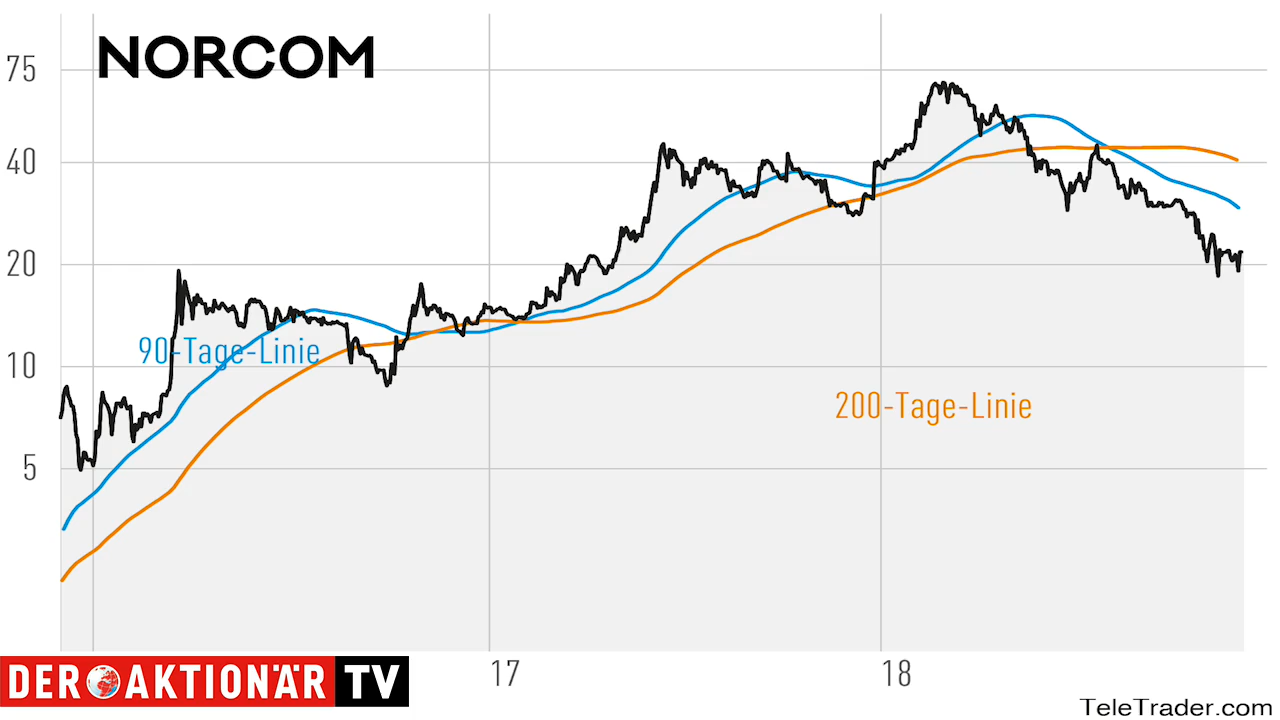 NORCOM
75
40
20
10
5
90-Tage-Linie
200-Tage-Linie
17
18
DER AKTIONÄR TV
TeleTrader.com